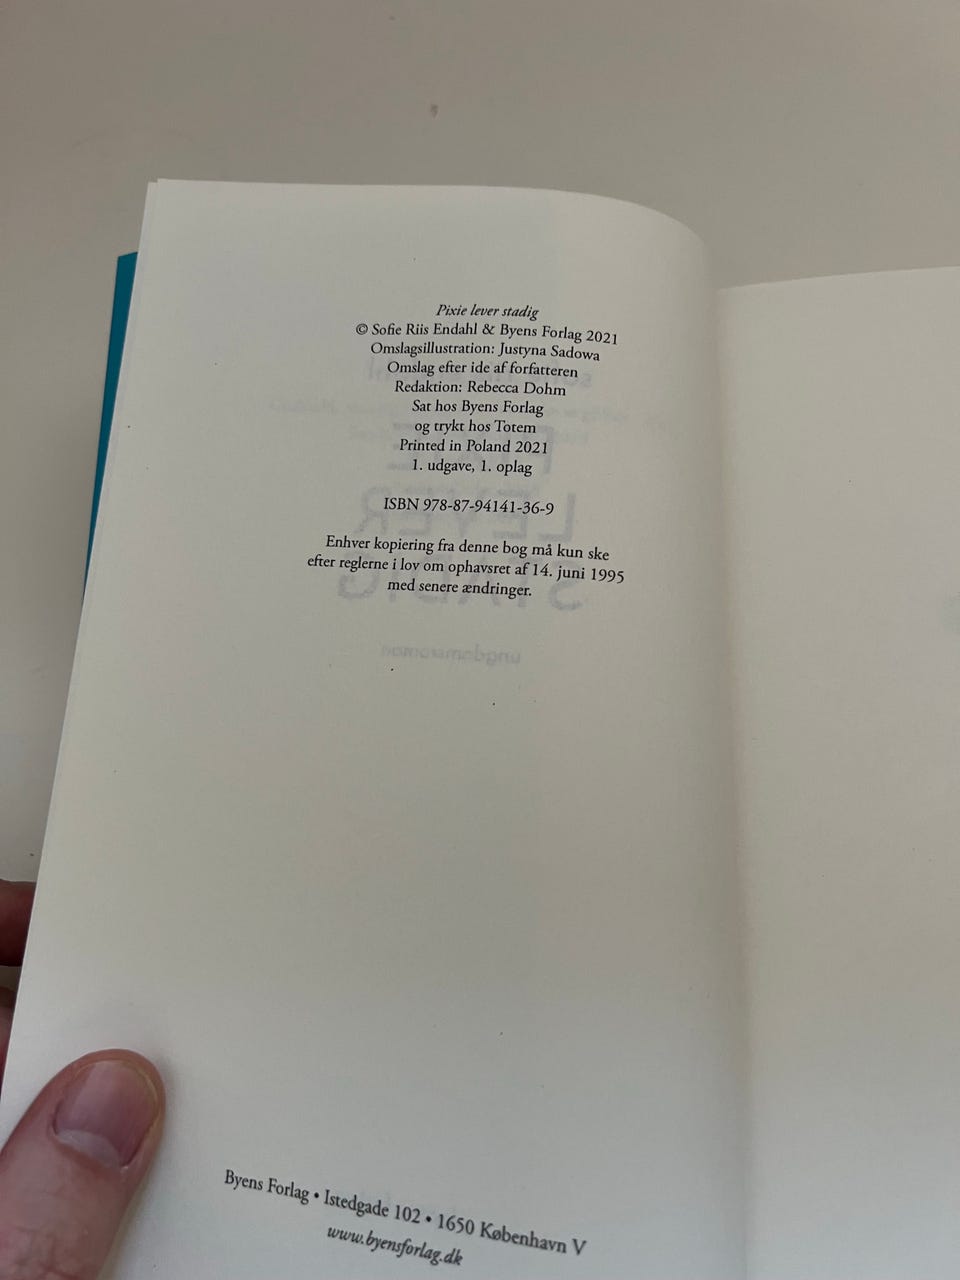 Pixie lever stadig
© Sofie Riis Endahl & Byens Forlag 2021
Omslagsillustration: Justyna Sadowa
Omslag efter ide af forfatteren
Redaktion: Rebecca Dohm
Sat hos Byens Forlag
og trykt hos Totem
Printed in Poland 2021
1. udgave, 1. oplag
ISBN 978-87-94141-36-9
Enhver kopiering fra denne bog må kun ske
efter reglerne i lov om ophavsret af 14. juni 1995
med senere ændringer.
Byens Forlag • Istedgade 102 • 1650 København V
www.byensforlag.dk